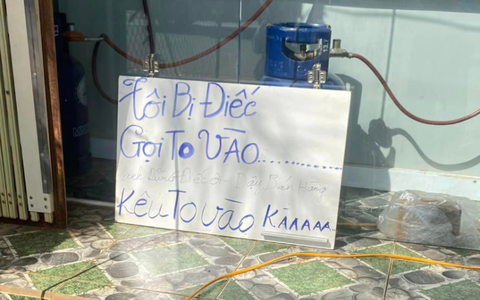 Tôi Bị Điếc
Gọi To VÀO...............
Kêu To vào KAAAAA..